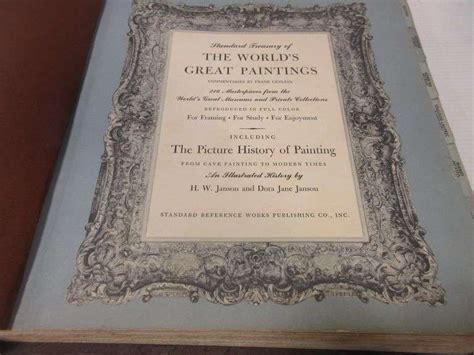 Standard Treasury of
THE WORLD'S
GREAT PAINTINGS
COMMENTARIES BY FRANK GETLEIN
216 Masterpieces from the
World's Great Museums and Private Collections
REPRODUCED IN FULL COLOR
For Framing • For Study • For Enjoyment
INCLUDING
The Picture History of Painting
FROM CAVE PAINTING TO MODERN TIMES
An Illustrated History by
H. W. Janson and Dora Jane Janson
STANDARD REFERENCE WORKS PUBLISHING CO., INC.